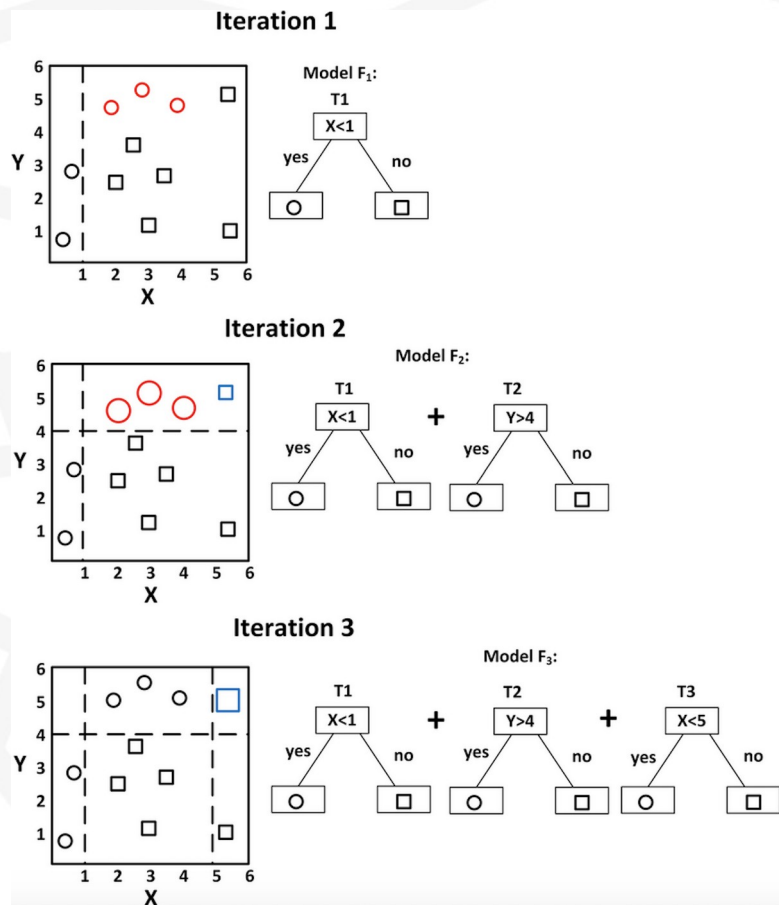 Iteration 1
6
5
4
Y 3
2
1
1 2 3 4 5 6
X
Model F₁:
T1
X<1
yes no
Iteration 2
6
5
4
Y 3
2
1
1 2 3 4 5 6
X
Model F₂:
T1 T2
X<1 + Y>4
yes no yes no
Iteration 3
6
5
4
Y 3
2
1
1 2 3 4 5 6
X
Model F₃:
T1 T2 T3
X<1 + Y>4 + X<5
yes no yes no yes no